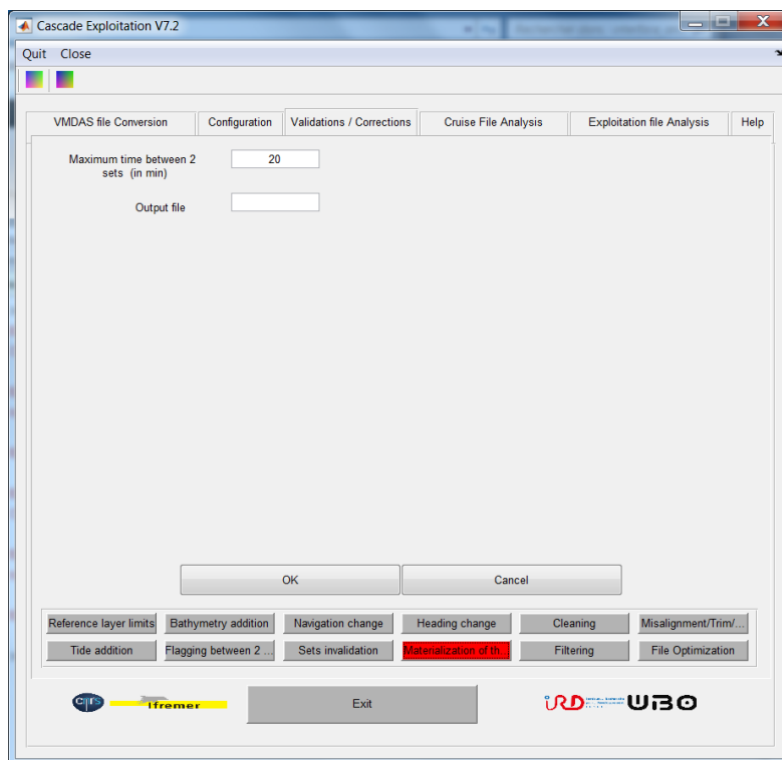 Cascade Exploitation V7.2
Quit Close
VMDAS file Conversion Configuration Validations / Corrections Cruise File Analysis Exploitation file Analysis Help
Maximum time between 2
sets (in min)
20
Output file
OK Cancel
Reference layer limits Bathymetry addition Navigation change Heading change Cleaning Misalignment/Trim/...
Tide addition Flagging between 2 ... Sets invalidation Materialization of th... Filtering File Optimization
CNRS Ifremer Exit IRD UBO